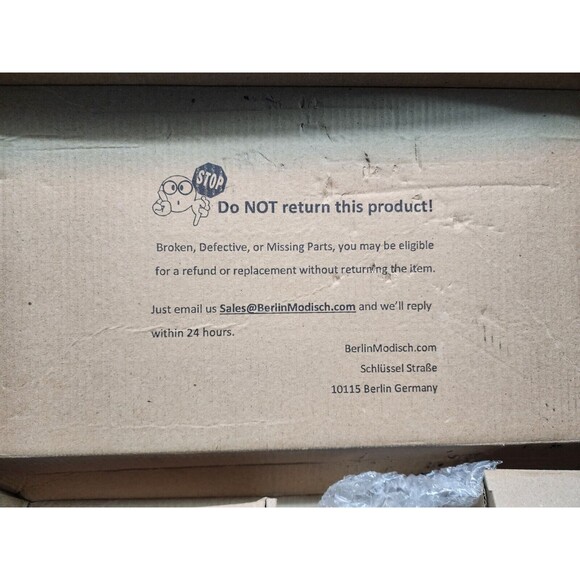 STOP
Do NOT return this product!
Broken, Defective, or Missing Parts, you may be eligible
for a refund or replacement without returning the item.
Just email us Sales@BerlinModisch.com and we'll reply
within 24 hours.
BerlinModisch.com
Schlüssel Straße
10115 Berlin Germany